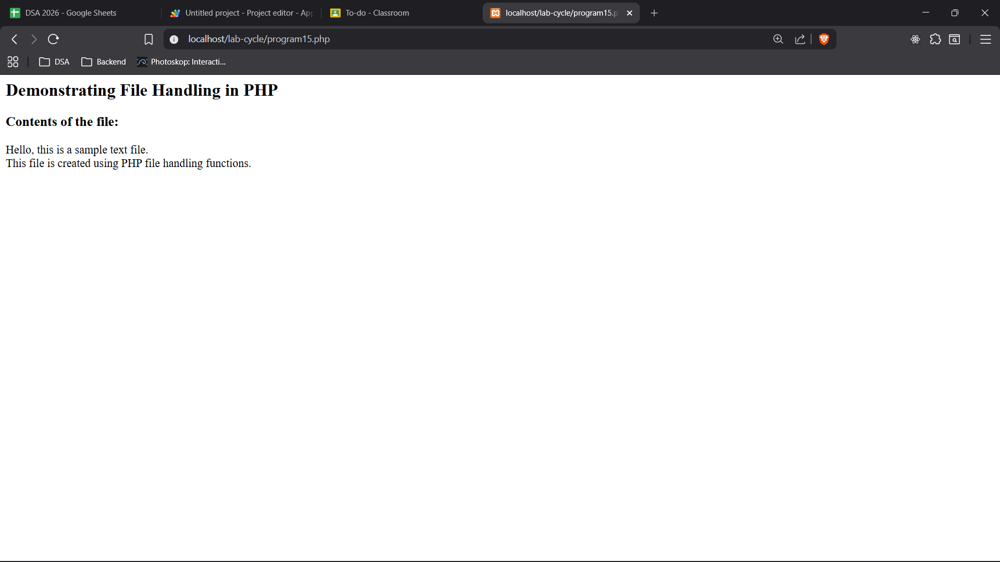 DSA 2026 - Google Sheets
Untitled project - Project editor - App
To-do - Classroom
localhost/lab-cycle/program15.p
localhost/lab-cycle/program15.php
DSA
Backend
Photoskop: Interacti...
Demonstrating File Handling in PHP
Contents of the file:
Hello, this is a sample text file.
This file is created using PHP file handling functions.